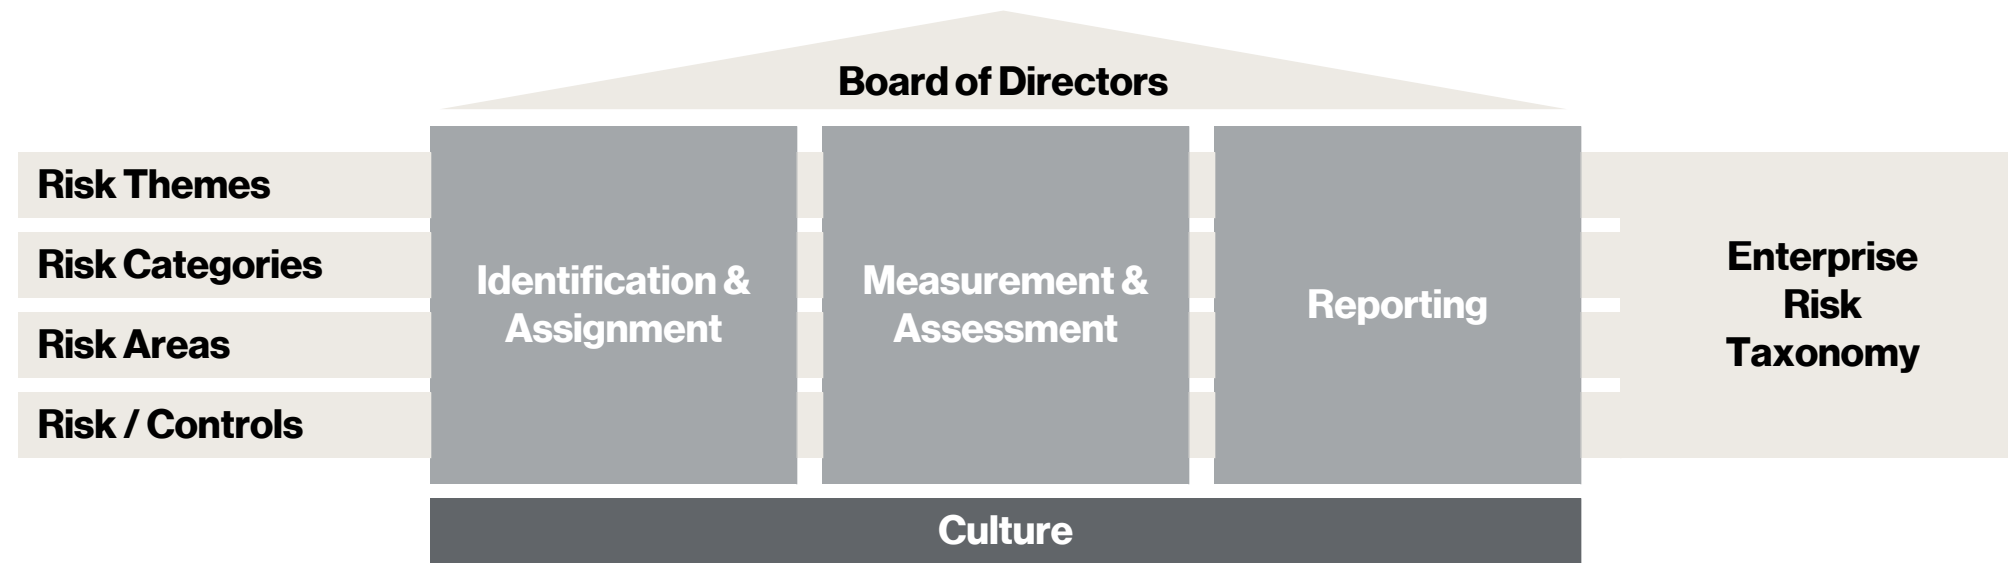 Board of Directors
Risk Themes
Risk Categories
Risk Areas
Risk / Controls
Identification &
Assignment
Measurement &
Assessment
Reporting
Enterprise
Risk
Taxonomy
Culture